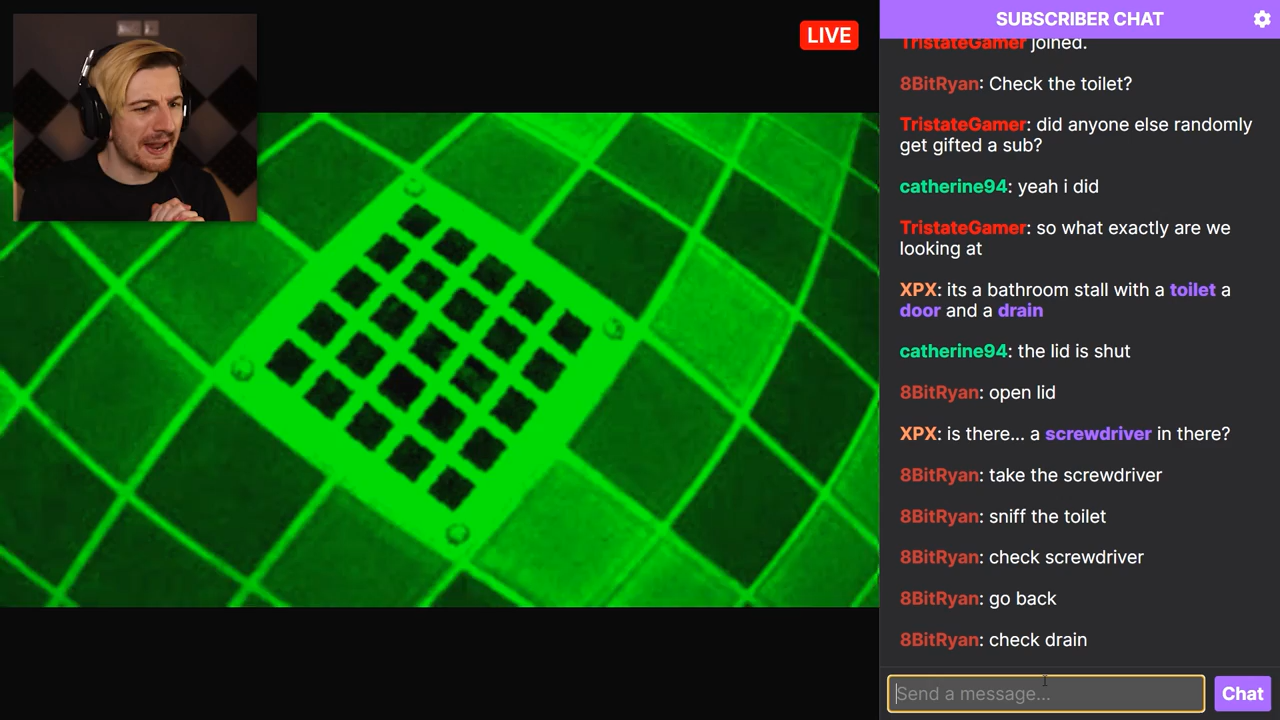 LIVE
SUBSCRIBER CHAT
TristateGamer joined.
8BitRyan: Check the toilet?
TristateGamer: did anyone else randomly
get gifted a sub?
catherine94: yeah i did
TristateGamer: so what exactly are we
looking at
XPX: its a bathroom stall with a toilet a
door and a drain
catherine94: the lid is shut
8BitRyan: open lid
XPX: is there... a screwdriver in there?
8BitRyan: take the screwdriver
8BitRyan: sniff the toilet
8BitRyan: check screwdriver
8BitRyan: go back
8BitRyan: check drain
Send a message...
Chat